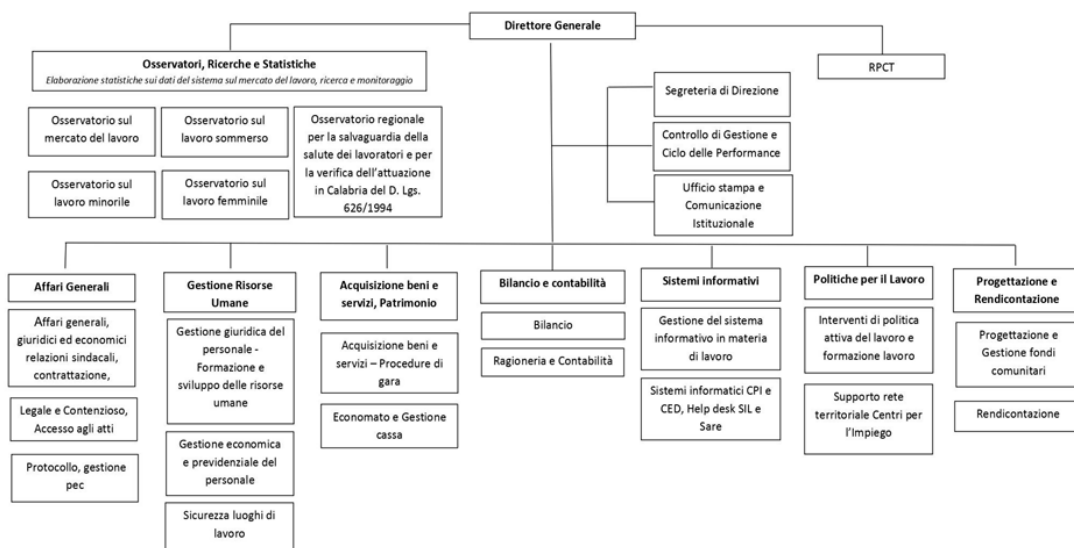 Direttore Generale
Osservatori, Ricerche e Statistiche
Elaborazione statistiche sui dati del sistema sul mercato del lavoro, ricerca e monitoraggio
RPCT
Osservatorio sul
mercato del lavoro
Osservatorio sul
lavoro sommerso
Osservatorio regionale
per la salvaguardia della
salute dei lavoratori e per
la verifica dell'attuazione
in Calabria del D. Lgs.
626/1994
Osservatorio sul
lavoro minorile
Osservatorio sul
lavoro femminile
Segreteria di Direzione
Controllo di Gestione e
Ciclo delle Performance
Ufficio stampa e
Comunicazione
Istituzionale
Affari Generali
Affari generali,
giuridici ed economici
relazioni sindacali,
contrattazione,
Legale e Contenzioso,
Accesso agli atti
Protocollo, gestione
pec
Gestione Risorse
Umane
Gestione giuridica del
personale -
Formazione e
sviluppo delle risorse
umane
Gestione economica
e previdenziale del
personale
Sicurezza luoghi di
lavoro
Acquisizione beni e
servizi, Patrimonio
Acquisizione beni e
servizi – Procedure di
gara
Economato e Gestione
cassa
Bilancio e contabilità
Bilancio
Ragioneria e Contabilità
Sistemi informativi
Gestione del sistema
informativo in materia
di lavoro
Sistemi informatici CPI e
CED, Help desk SIL e
Sare
Politiche per il Lavoro
Interventi di politica
attiva del lavoro e
formazione lavoro
Supporto rete
territoriale Centri per
l'Impiego
Progettazione e
Rendicontazione
Progettazione e
Gestione fondi
comunitari
Rendicontazione